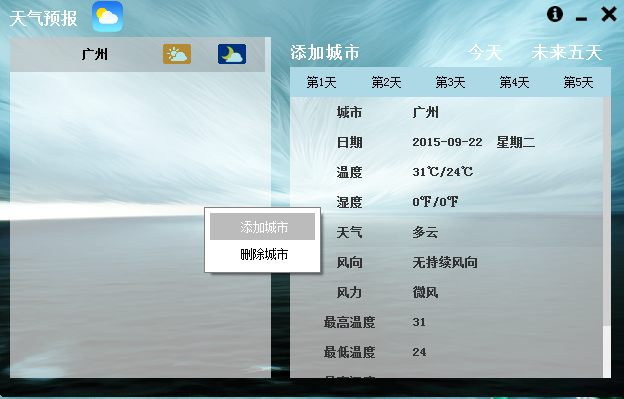 天气预报
广州
添加城市 今天 未来五天
第1天 第2天 第3天 第4天 第5天
城市 广州
日期 2015-09-22 星期二
温度 31℃/24℃
湿度 0℉/0℉
天气 多云
风向 无持续风向
风力 微风
最高温度 31
最低温度 24
添加城市
删除城市